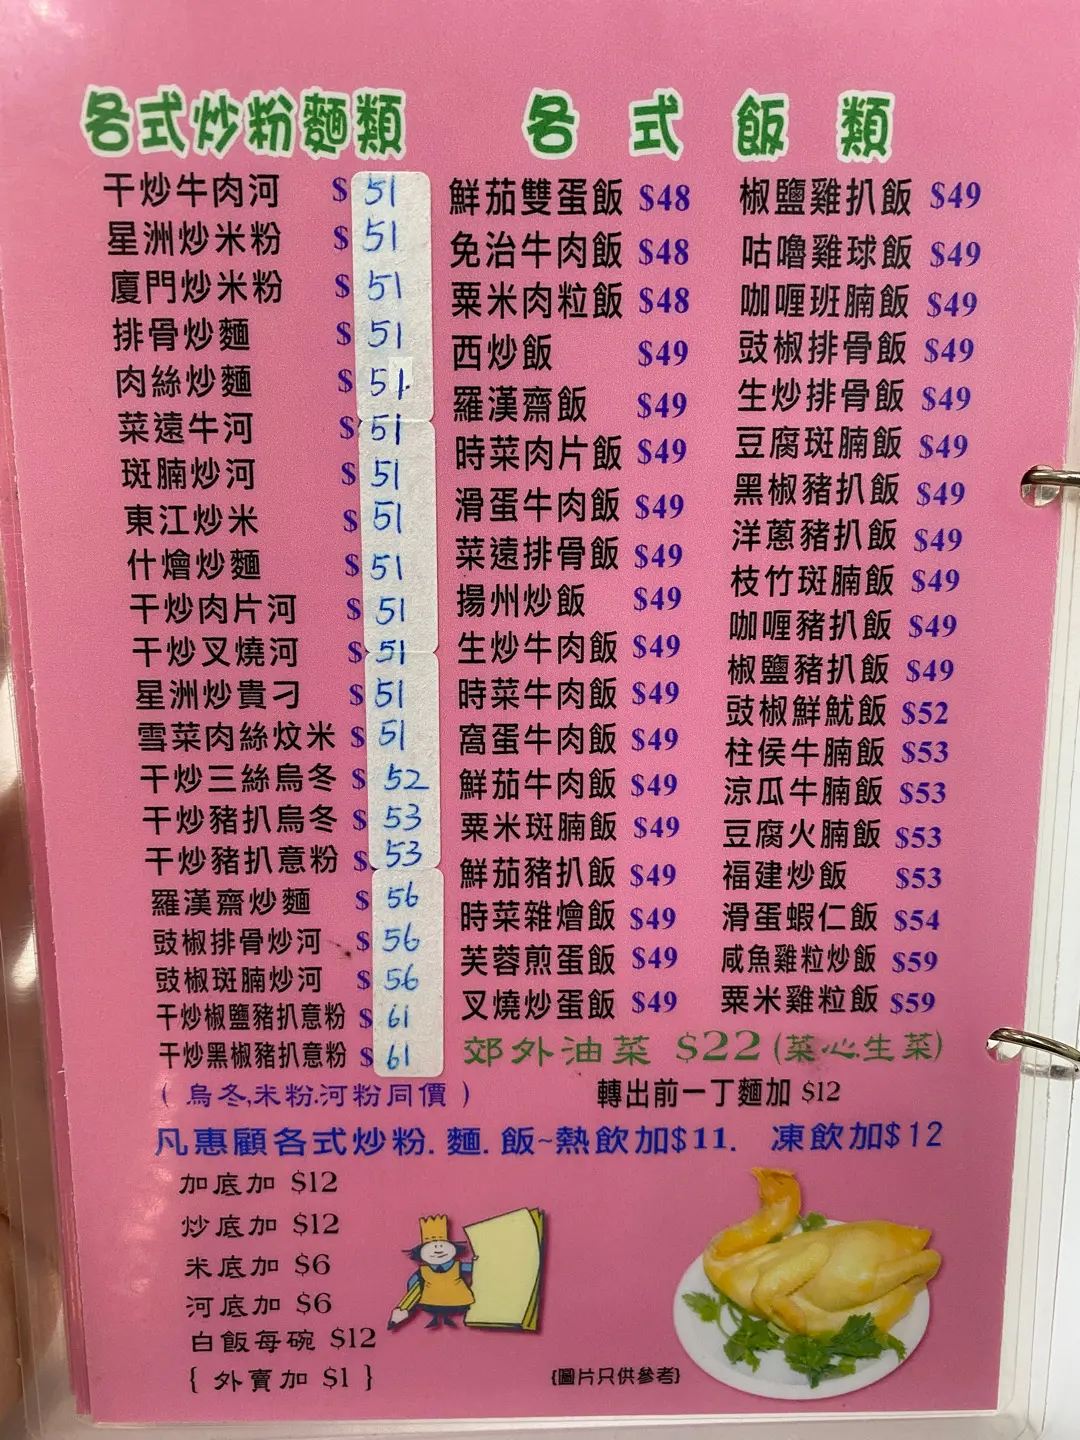 各式炒粉麵類
干炒牛肉河 $ 51
星洲炒米粉 $ 51
廈門炒米粉 $ 51
排骨炒麵 $ 51
肉絲炒麵 $ 51
菜遠牛河 $ 51
斑腩炒河 $ 51
東江炒米 $ 51
什燴炒麵 $ 51
干炒肉片河 $ 51
干炒叉燒河 $ 51
星洲炒貴刁 $ 51
雪菜肉絲炆米 $ 51
干炒三絲烏冬 $ 52
干炒豬扒烏冬 $ 53
干炒豬扒意粉 $ 53
羅漢齋炒麵 $ 56
豉椒排骨炒河 $ 56
豉椒斑腩炒河 $ 56
干炒椒鹽豬扒意粉 $ 61
干炒黑椒豬扒意粉 $ 61
(烏冬,米粉.河粉同價)
各式飯類
鮮茄雙蛋飯 $48
免治牛肉飯 $48
粟米肉粒飯 $48
西炒飯 $49
羅漢齋飯 $49
時菜肉片飯 $49
滑蛋牛肉飯 $49
菜遠排骨飯 $49
揚州炒飯 $49
生炒牛肉飯 $49
時菜牛肉飯 $49
窩蛋牛肉飯 $49
鮮茄牛肉飯 $49
粟米斑腩飯 $49
鮮茄豬扒飯 $49
時菜雜燴飯 $49
芙蓉煎蛋飯 $49
叉燒炒蛋飯 $49
椒鹽雞扒飯 $49
咕嚕雞球飯 $49
咖喱班腩飯 $49
豉椒排骨飯 $49
生炒排骨飯 $49
豆腐斑腩飯 $49
黑椒豬扒飯 $49
洋蔥豬扒飯 $49
枝竹斑腩飯 $49
咖喱豬扒飯 $49
椒鹽豬扒飯 $49
豉椒鮮魷飯 $52
柱侯牛腩飯 $53
涼瓜牛腩飯 $53
豆腐火腩飯 $53
福建炒飯 $53
滑蛋蝦仁飯 $54
咸魚雞粒炒飯 $59
粟米雞粒飯 $59
郊外油菜 $22 (菜心.生菜)
轉出前一丁麵加 $12
凡惠顧各式炒粉.麵.飯~熱飲加$11. 凍飲加$12
加底加 $12
炒底加 $12
米底加 $6
河底加 $6
白飯每碗 $12
{ 外賣加 $1 }
{圖片只供參考}